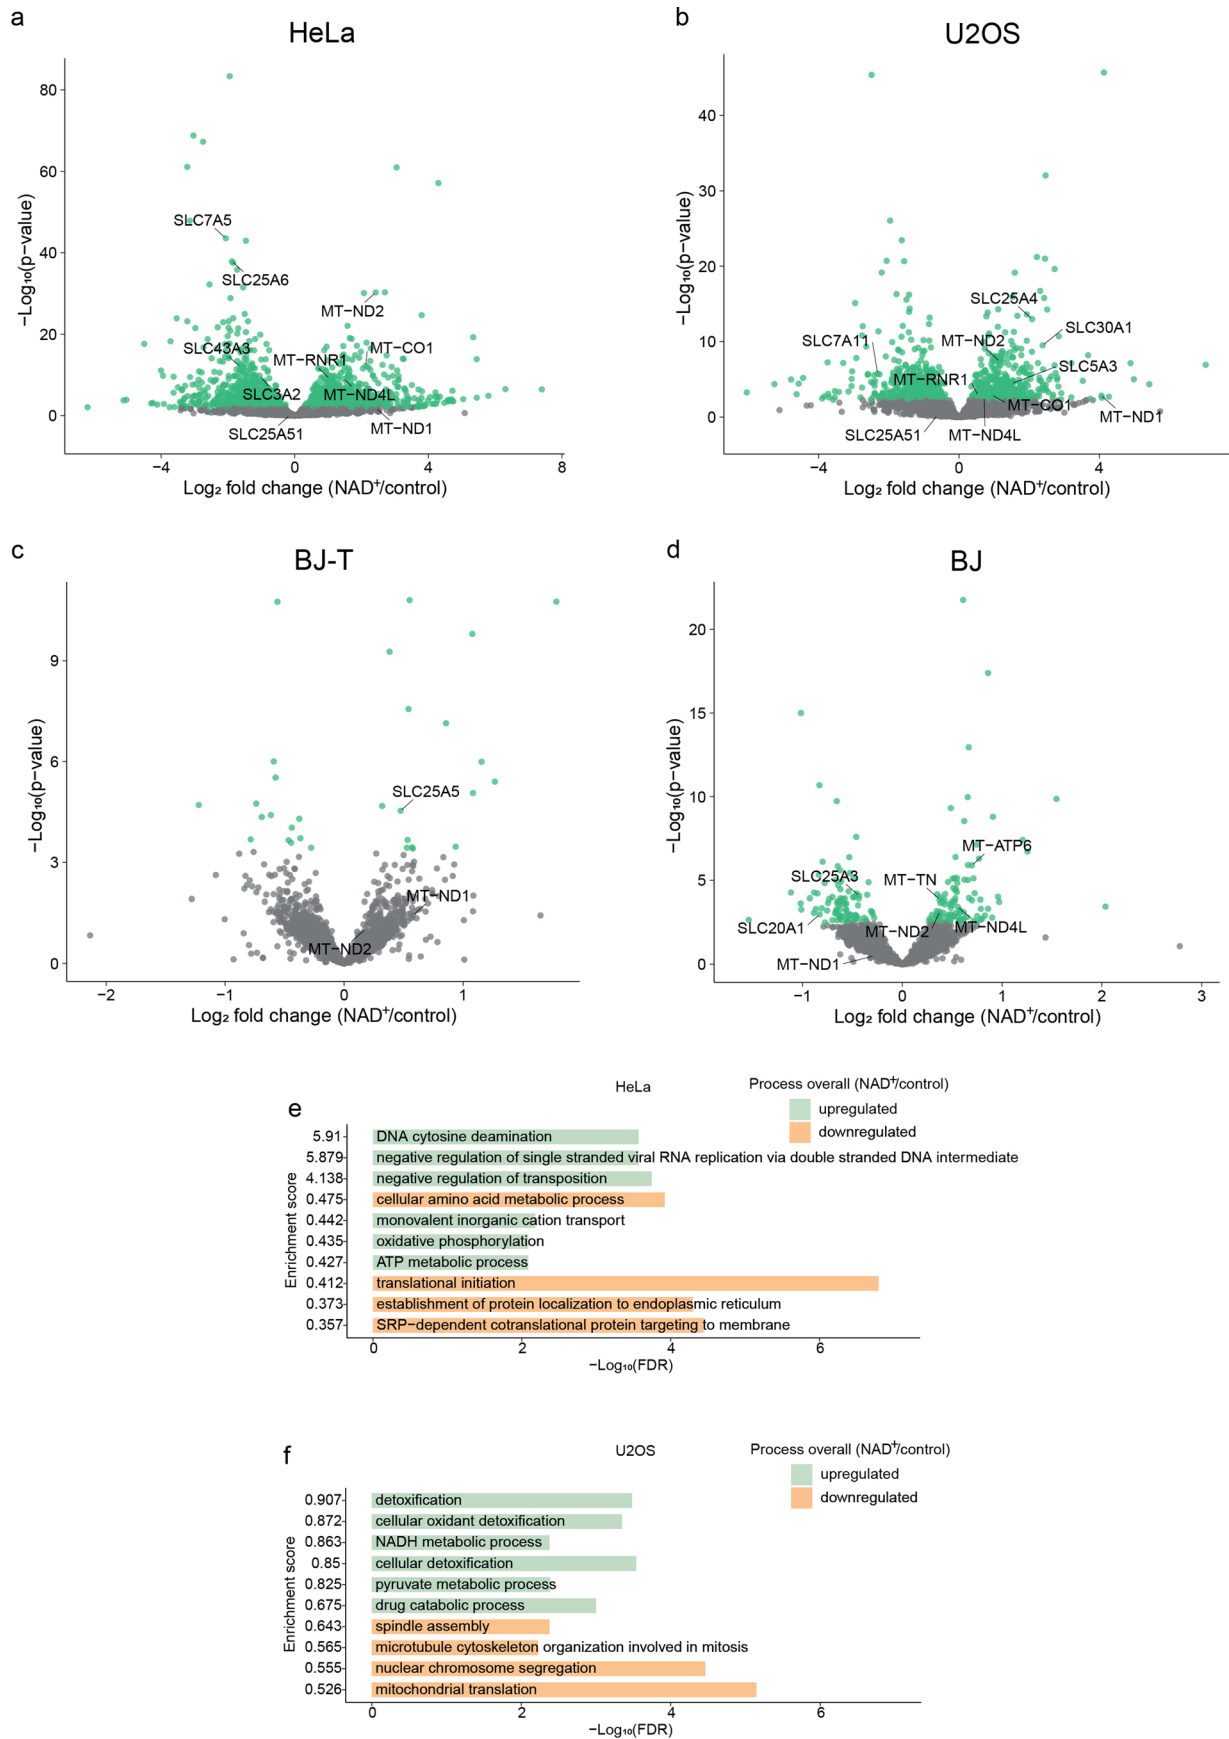 a
HeLa
80
60
40
20
0
−Log₁₀(p−value)
SLC7A5
SLC25A6
MT−ND2
SLC43A3
MT−RNR1
MT−CO1
SLC3A2
MT−ND4L
SLC25A51
MT−ND1
−4
0
4
8
Log₂ fold change (NAD⁺/control)
b
U2OS
40
30
20
10
0
−Log₁₀(p−value)
SLC25A4
SLC30A1
SLC7A11
MT−ND2
SLC5A3
MT−RNR1
MT−CO1
MT−ND1
SLC25A51
MT−ND4L
−4
0
4
Log₂ fold change (NAD⁺/control)
c
BJ-T
9
6
3
0
−Log₁₀(p−value)
SLC25A5
MT−ND1
MT−ND2
−2
−1
0
1
Log₂ fold change (NAD⁺/control)
d
BJ
20
15
10
5
0
−Log₁₀(p−value)
MT−ATP6
SLC25A3
MT−TN
SLC20A1
MT−ND2
MT−ND4L
MT−ND1
−1
0
1
2
3
Log₂ fold change (NAD⁺/control)
e
HeLa
Process overall (NAD⁺/control)
upregulated
downregulated
Enrichment score
5.91 DNA cytosine deamination
5.879 negative regulation of single stranded viral RNA replication via double stranded DNA intermediate
4.138 negative regulation of transposition
0.475 cellular amino acid metabolic process
0.442 monovalent inorganic cation transport
0.435 oxidative phosphorylation
0.427 ATP metabolic process
0.412 translational initiation
0.373 establishment of protein localization to endoplasmic reticulum
0.357 SRP−dependent cotranslational protein targeting to membrane
0 2 4 6
−Log₁₀(FDR)
f
U2OS
Process overall (NAD⁺/control)
upregulated
downregulated
Enrichment score
0.907 detoxification
0.872 cellular oxidant detoxification
0.863 NADH metabolic process
0.85 cellular detoxification
0.825 pyruvate metabolic process
0.675 drug catabolic process
0.643 spindle assembly
0.565 microtubule cytoskeleton organization involved in mitosis
0.555 nuclear chromosome segregation
0.526 mitochondrial translation
0 2 4 6
−Log₁₀(FDR)